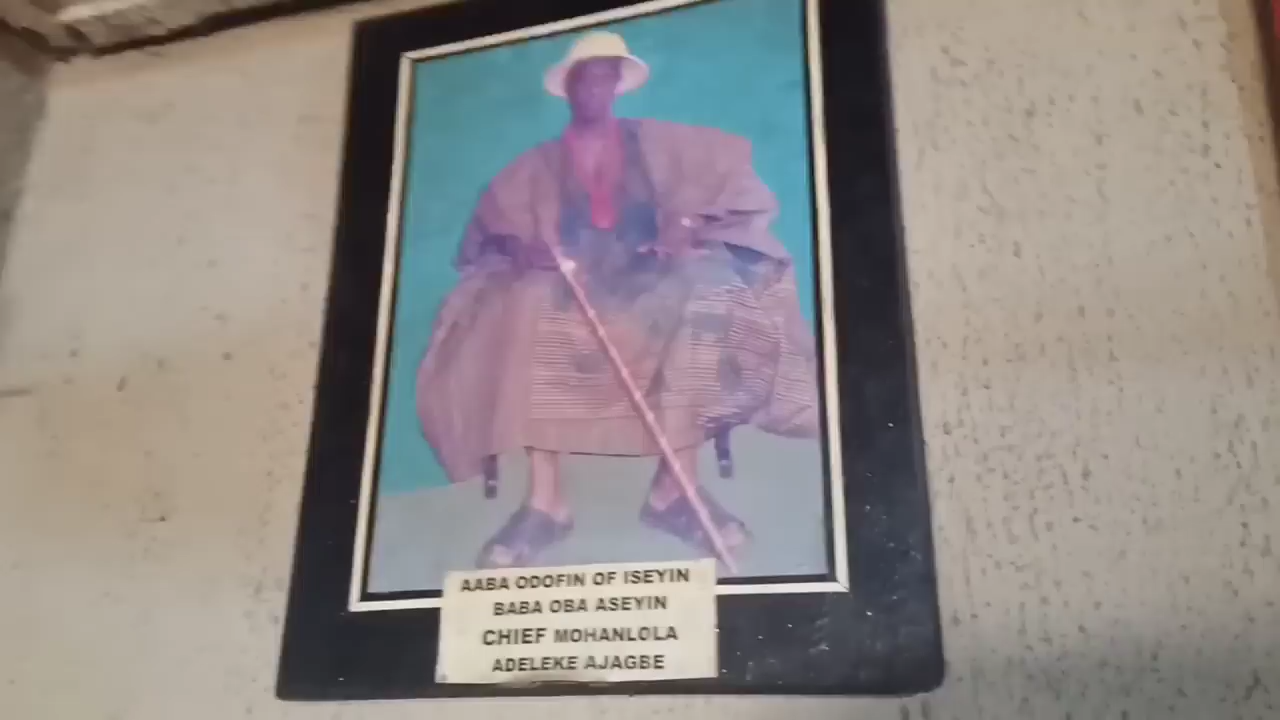 AABA ODOFIN OF ISEYIN
BABA OBA ASEYIN
CHIEF MOHANLOLA
ADELEKE AJAGBE